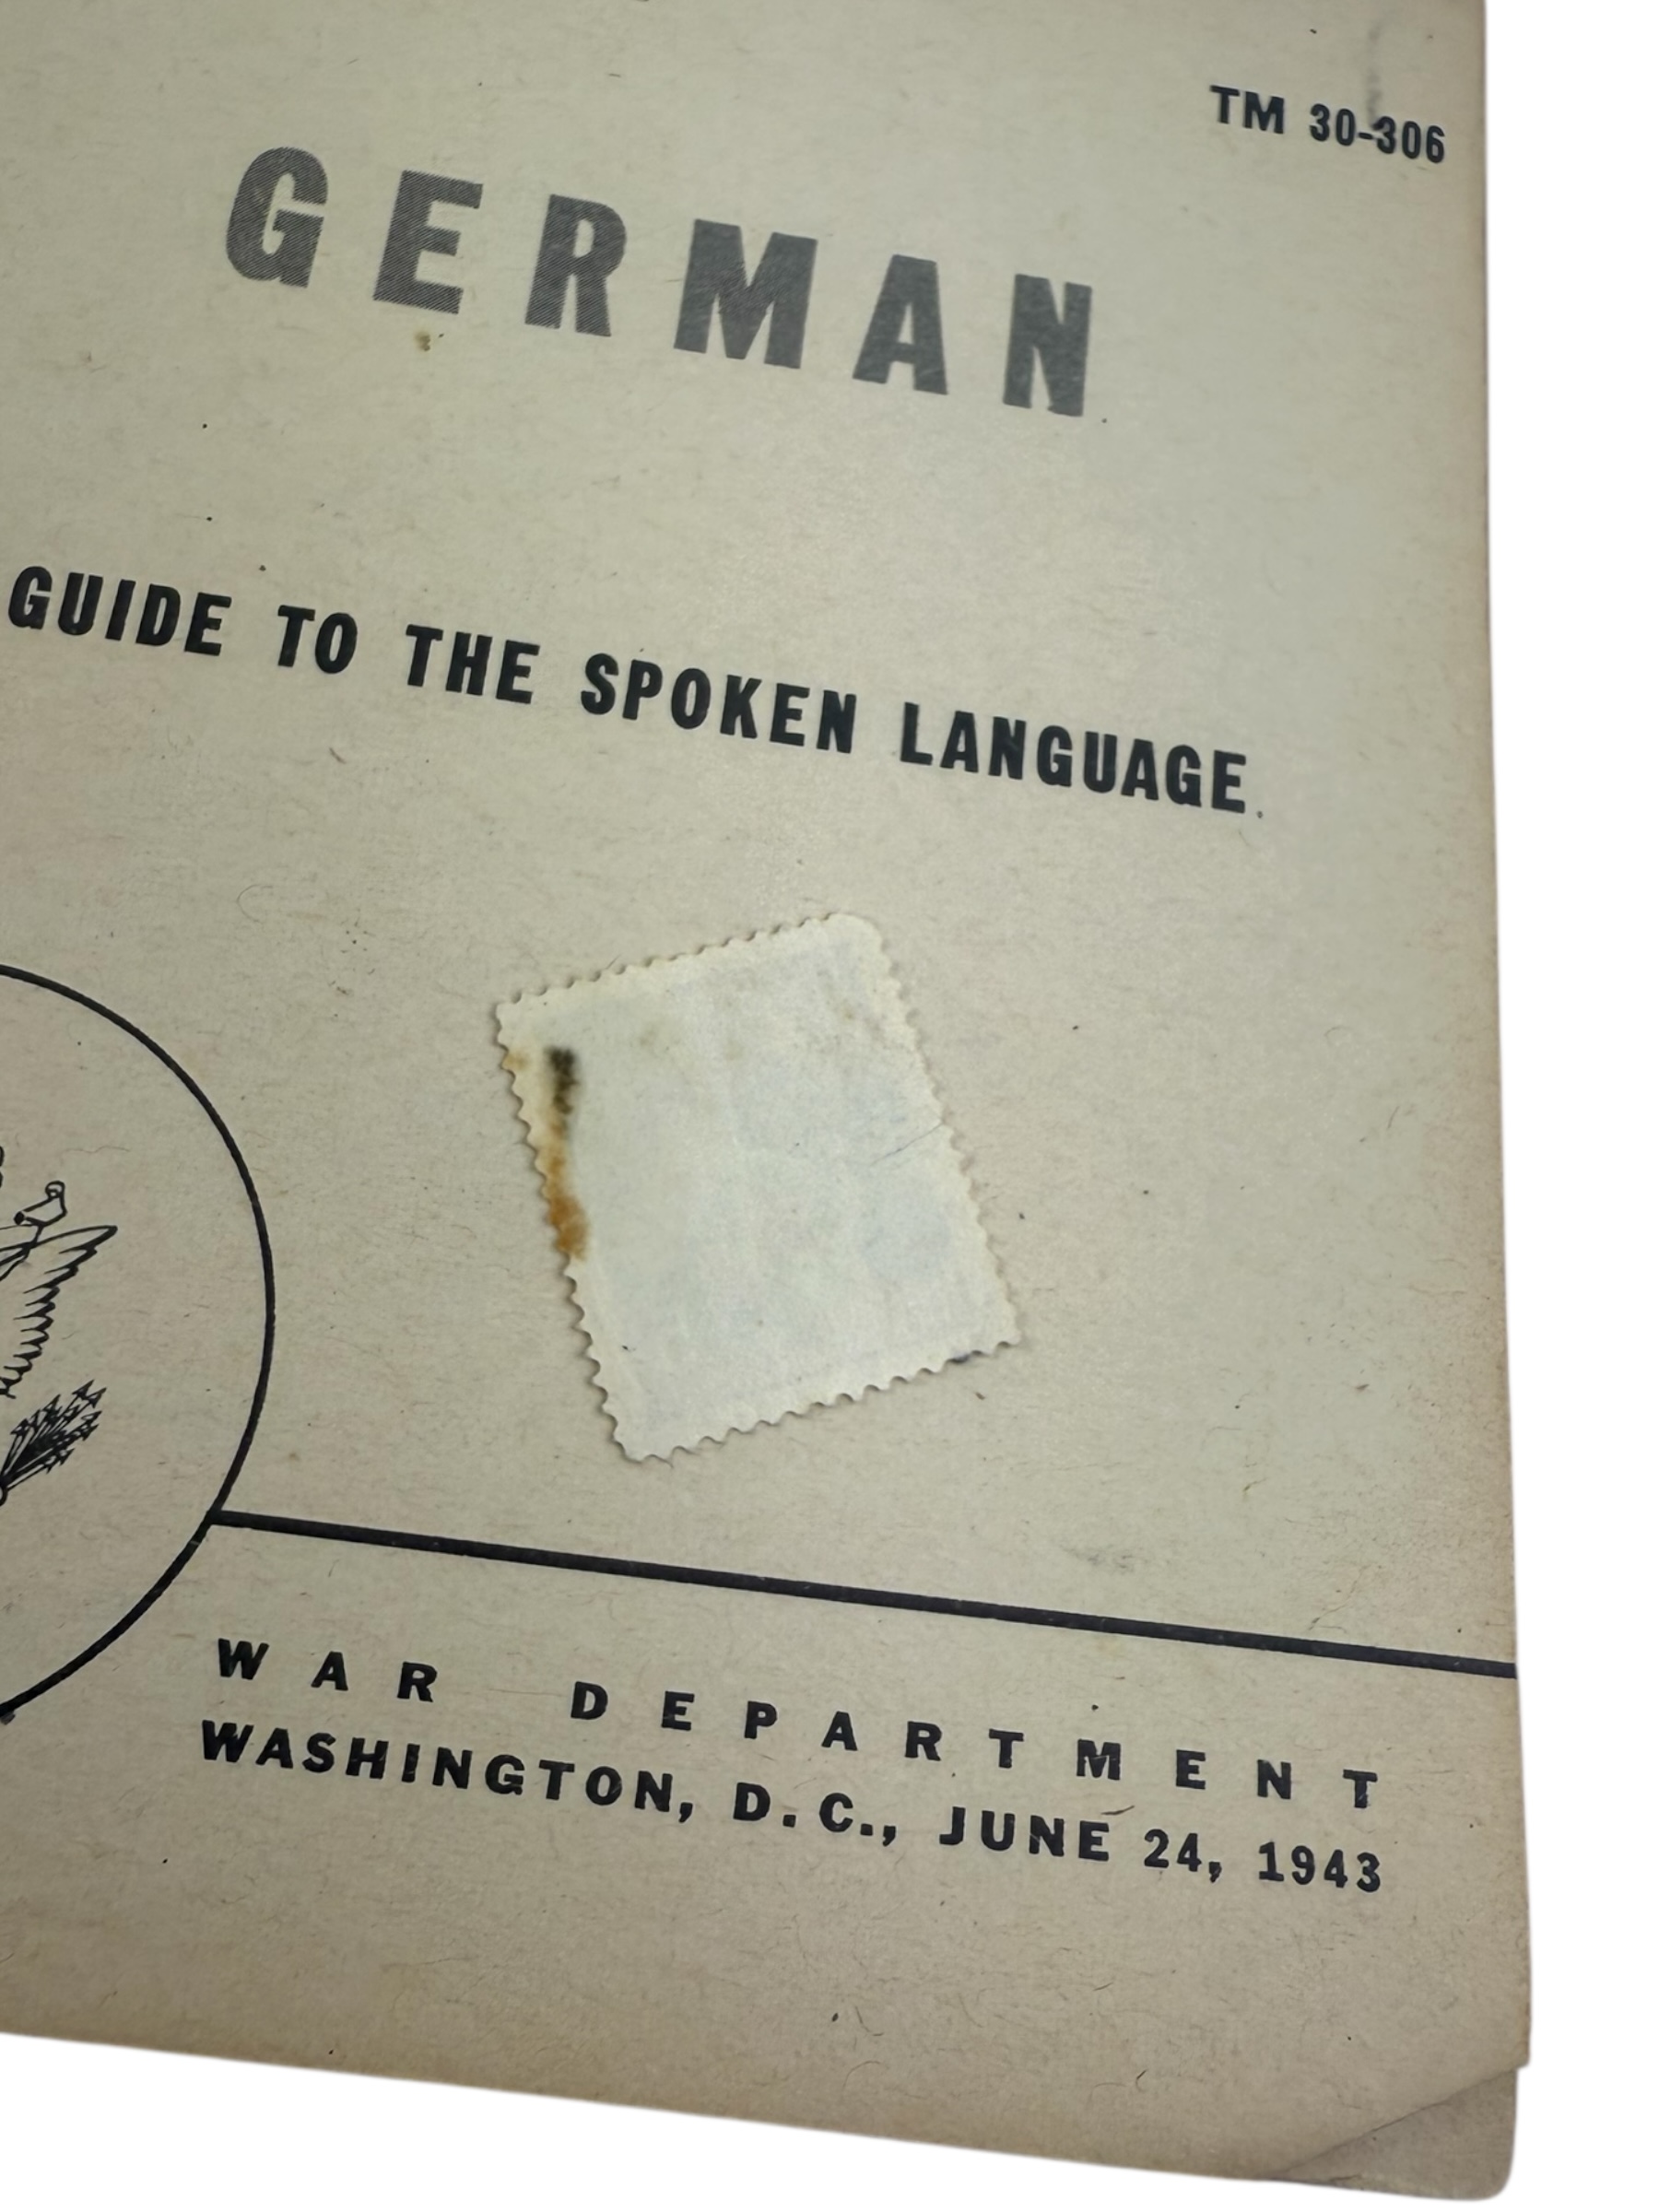 TM 30-306
GERMAN
GUIDE TO THE SPOKEN LANGUAGE
WAR DEPARTMENT
WASHINGTON, D. C., JUNE 24, 1943